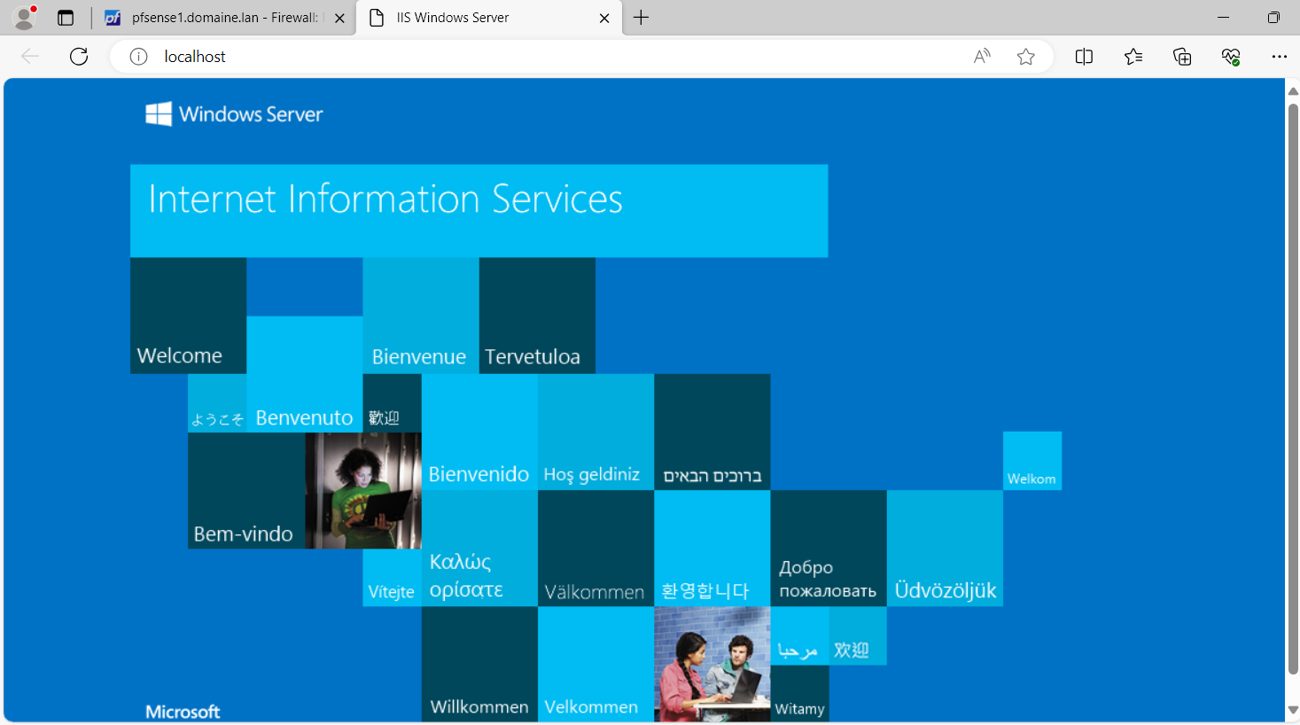 pfsense1.domaine.lan - Firewall:
IIS Windows Server
localhost
Windows Server
Internet Information Services
Welcome
Bienvenue
Tervetuloa
ようこそ
Benvenuto
歡迎
Bienvenido
Hoş geldiniz
ברוכים הבאים
Welkom
Bem-vindo
Vítejte
Καλώς
ορίσατε
Välkommen
환영합니다
Добро
пожаловать
Üdvözöljük
مرحبا
欢迎
Willkommen
Velkommen
Witamy
Microsoft